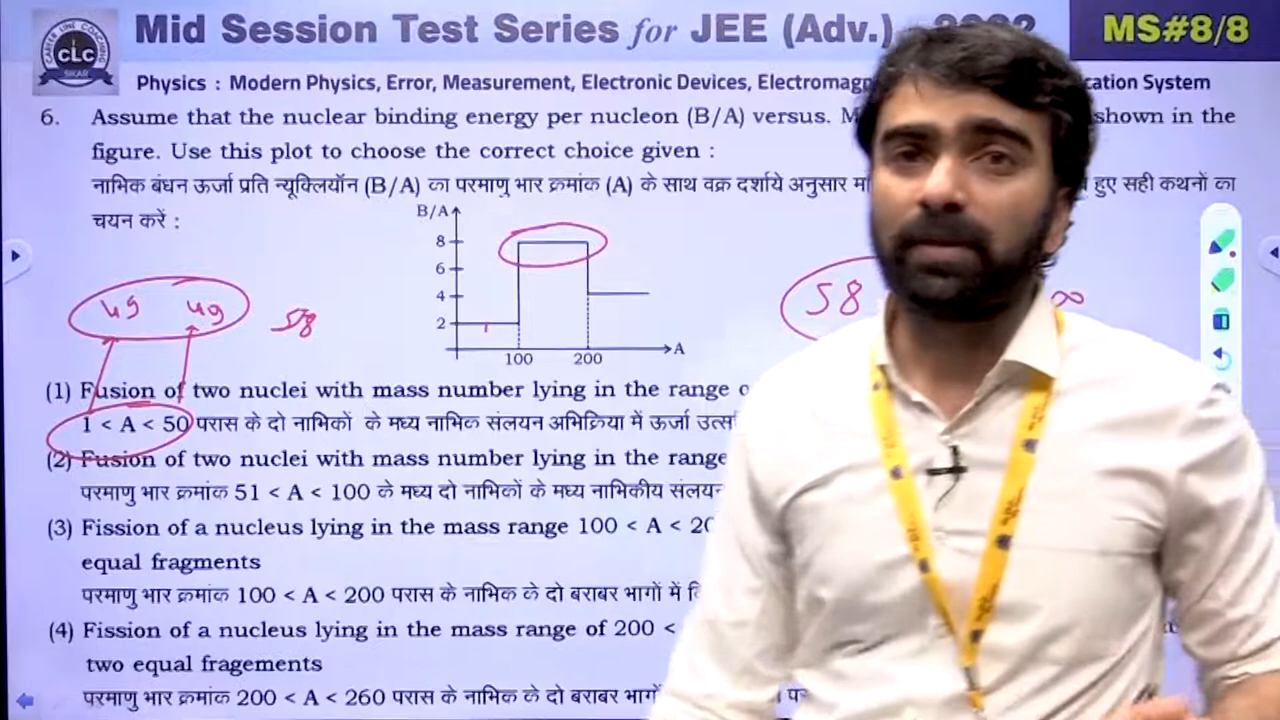 Mid Session Test Series for JEE (Adv.)
MS#8/8
CAREER LINE COACHING
CLC
SIKAR
Physics : Modern Physics, Error, Measurement, Electronic Devices, cation System
6. Assume that the nuclear binding energy per nucleon (B/A) versus. shown in the
figure. Use this plot to choose the correct choice given :
नाभिक बंधन ऊर्जा प्रति न्यूक्लियॉन (B/A) का परमाणु भार क्रमांक (A) के साथ वक्र दर्शाये अनुसार हुए सही कथनों का
चयन करें :
B/A
8
6
4
2
100 200
A
49 49 58
58
(1) Fusion of two nuclei with mass number lying in the range
1 < A < 50 परास के दो नाभिकों के मध्य नाभिक संलयन अभिक्रिया में ऊर्जा
(2) Fusion of two nuclei with mass number lying in the range
परमाणु भार क्रमांक 51 < A < 100 के मध्य दो नाभिकों के मध्य नाभिकीय
(3) Fission of a nucleus lying in the mass range 100 < A <
equal fragments
परमाणु भार क्रमांक 100 < A < 200 परास के नाभिक के दो बराबर भागों में
(4) Fission of a nucleus lying in the mass range of 200 <
two equal fragements
परमाणु भार क्रमांक 200 < A < 260 परास के नाभिक के दो बराबर